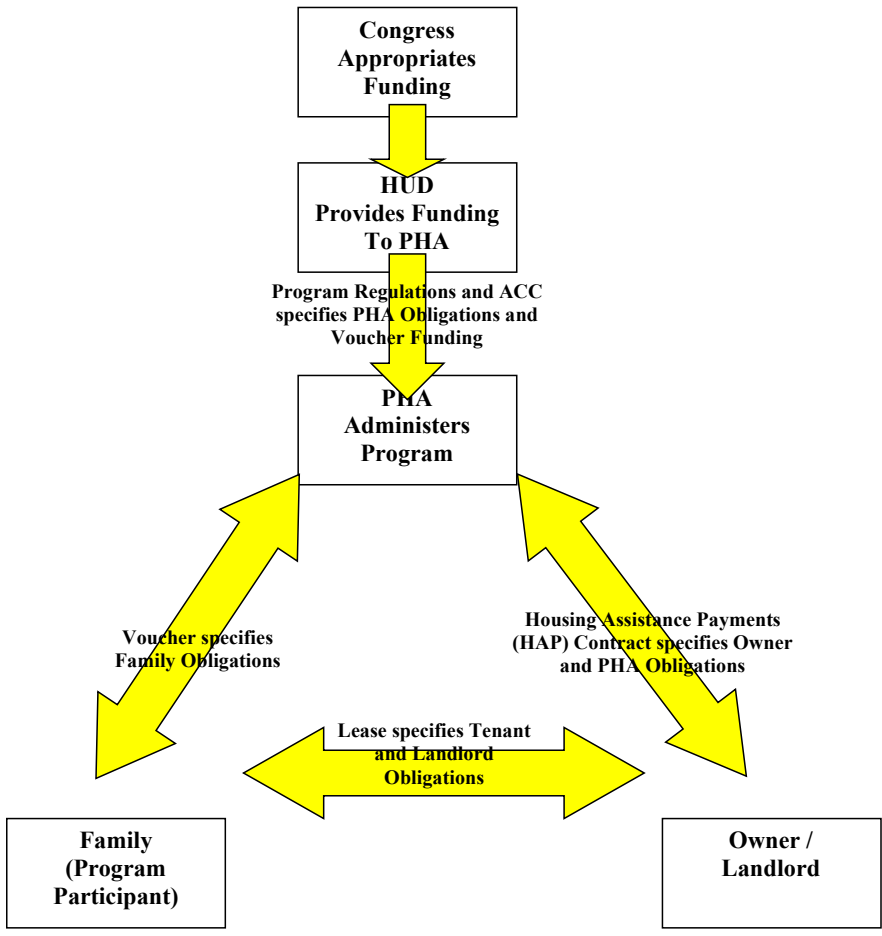 Congress
Appropriates
Funding
HUD
Provides Funding
To PHA
Program Regulations and ACC
specifies PHA Obligations and
Voucher Funding
PHA
Administers
Program
Voucher specifies
Family Obligations
Housing Assistance Payments
(HAP) Contract specifies Owner
and PHA Obligations
Lease specifies Tenant
and Landlord
Obligations
Family
(Program
Participant)
Owner /
Landlord